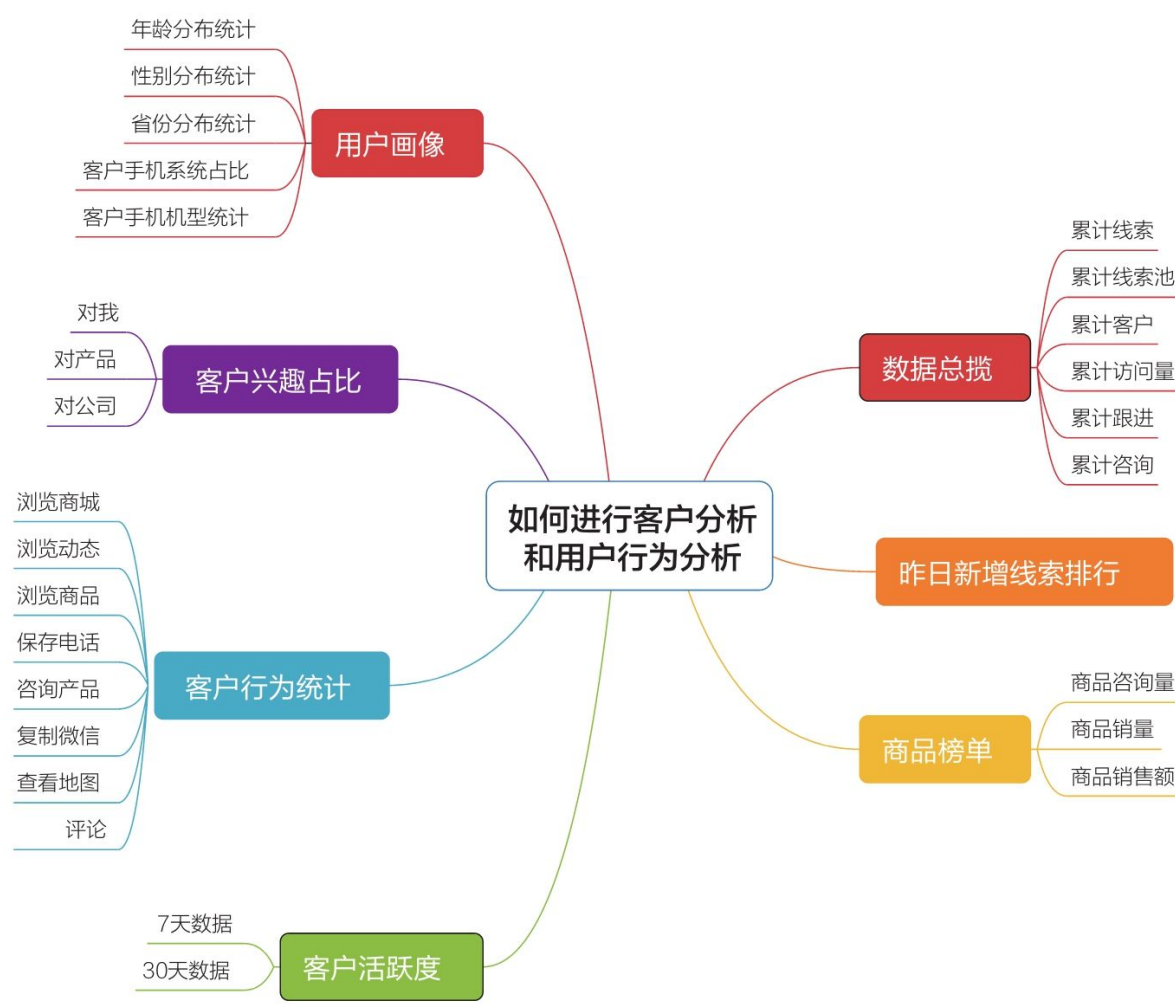 如何进行客户分析
和用户行为分析
用户画像
年龄分布统计
性别分布统计
省份分布统计
客户手机系统占比
客户手机机型统计
客户兴趣占比
对我
对产品
对公司
客户行为统计
浏览商城
浏览动态
浏览商品
保存电话
咨询产品
复制微信
查看地图
评论
客户活跃度
7天数据
30天数据
数据总揽
累计线索
累计线索池
累计客户
累计访问量
累计跟进
累计咨询
昨日新增线索排行
商品榜单
商品咨询量
商品销量
商品销售额